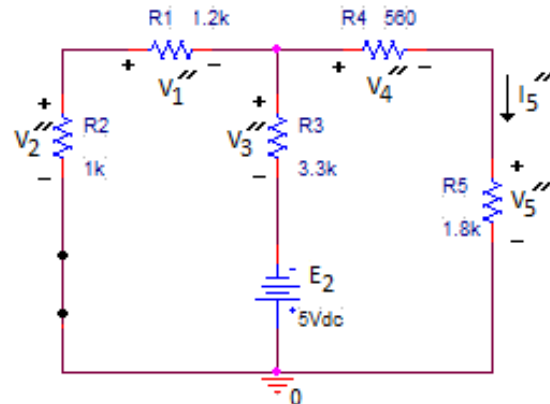 R1 1.2k
R4 560
+ V1″ −
+ V4″ −
I5″
+ V2″ −
R2
1k
+ V3″ −
R3
3.3k
R5
1.8k
+ V5″ −
-
E2
+ 5Vdc
0